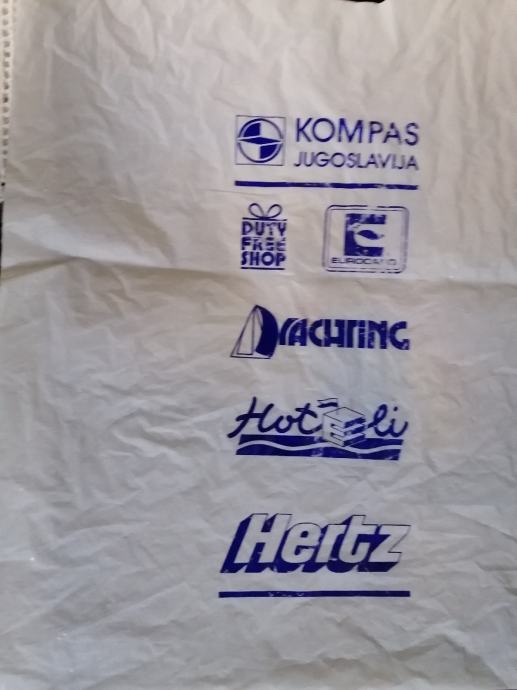 KOMPAS
JUGOSLAVIJA
DUTY
FREE
SHOP
EUROCARD
YACHTING
HotEli
Hertz